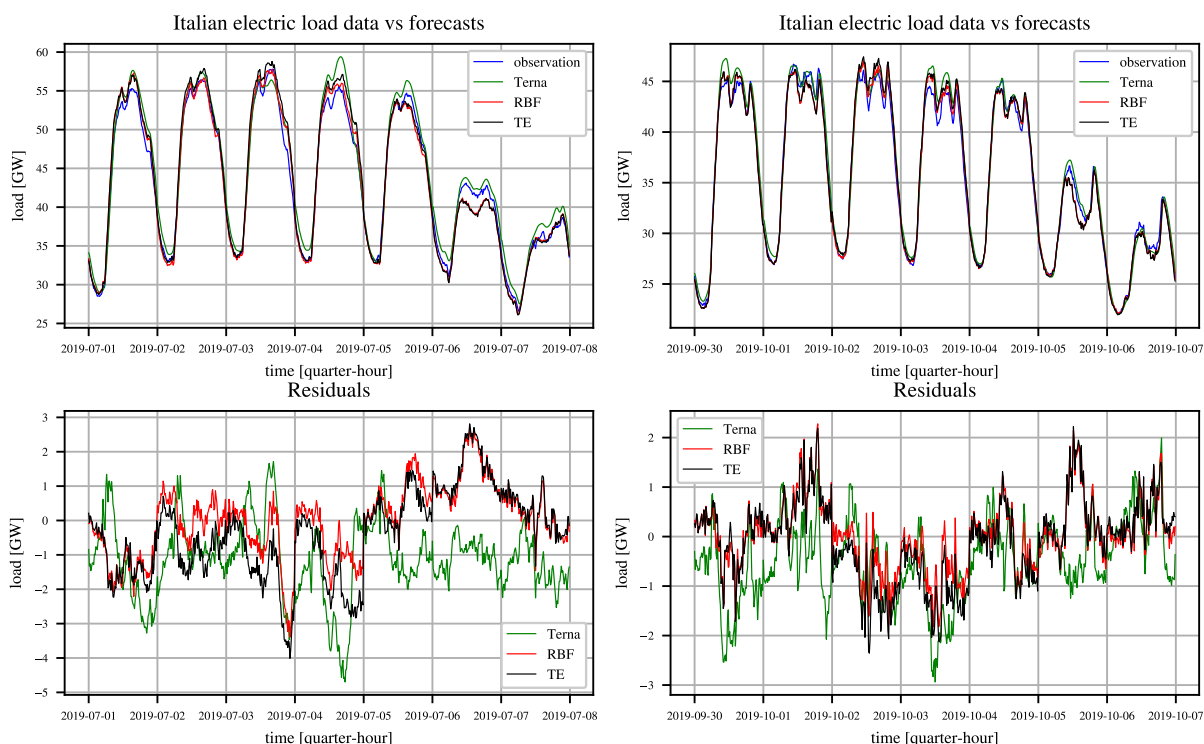 Italian electric load data vs forecasts
load [GW]
60
55
50
45
40
35
30
25
observation
Terna
RBF
TE
2019-07-01 2019-07-02 2019-07-03 2019-07-04 2019-07-05 2019-07-06 2019-07-07 2019-07-08
time [quarter-hour]
Italian electric load data vs forecasts
load [GW]
45
40
35
30
25
observation
Terna
RBF
TE
2019-09-30 2019-10-01 2019-10-02 2019-10-03 2019-10-04 2019-10-05 2019-10-06 2019-10-07
time [quarter-hour]
Residuals
load [GW]
3
2
1
0
−1
−2
−3
−4
−5
Terna
RBF
TE
2019-07-01 2019-07-02 2019-07-03 2019-07-04 2019-07-05 2019-07-06 2019-07-07 2019-07-08
time [quarter-hour]
Residuals
load [GW]
2
1
0
−1
−2
−3
Terna
RBF
TE
2019-09-30 2019-10-01 2019-10-02 2019-10-03 2019-10-04 2019-10-05 2019-10-06 2019-10-07
time [quarter-hour]